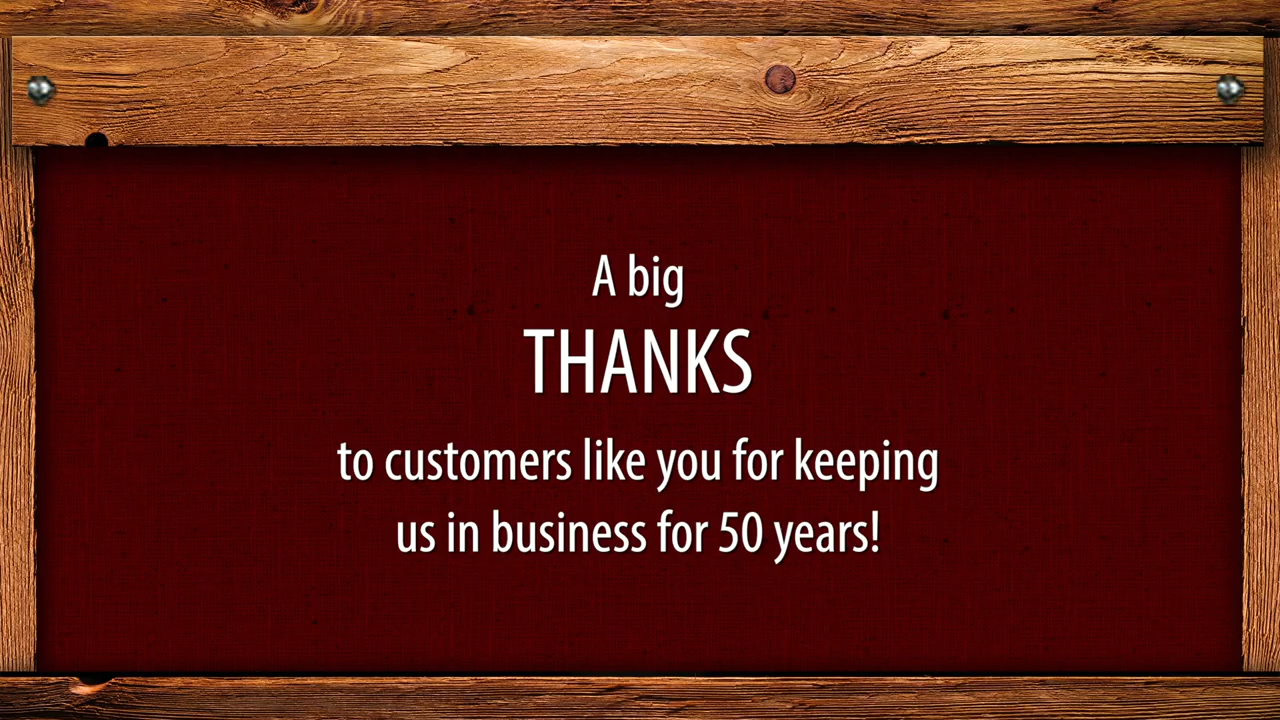 A big
THANKS
to customers like you for keeping
us in business for 50 years!